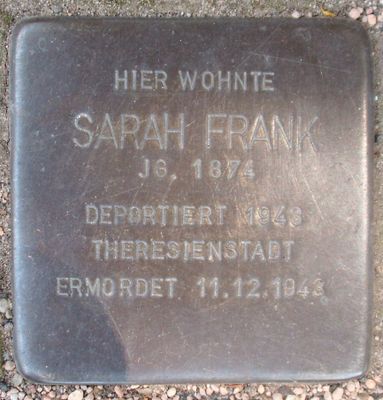 HIER WOHNTE
SARAH FRANK
JG. 1874
DEPORTIERT 1943
THERESIENSTADT
ERMORDET 11.12.1943